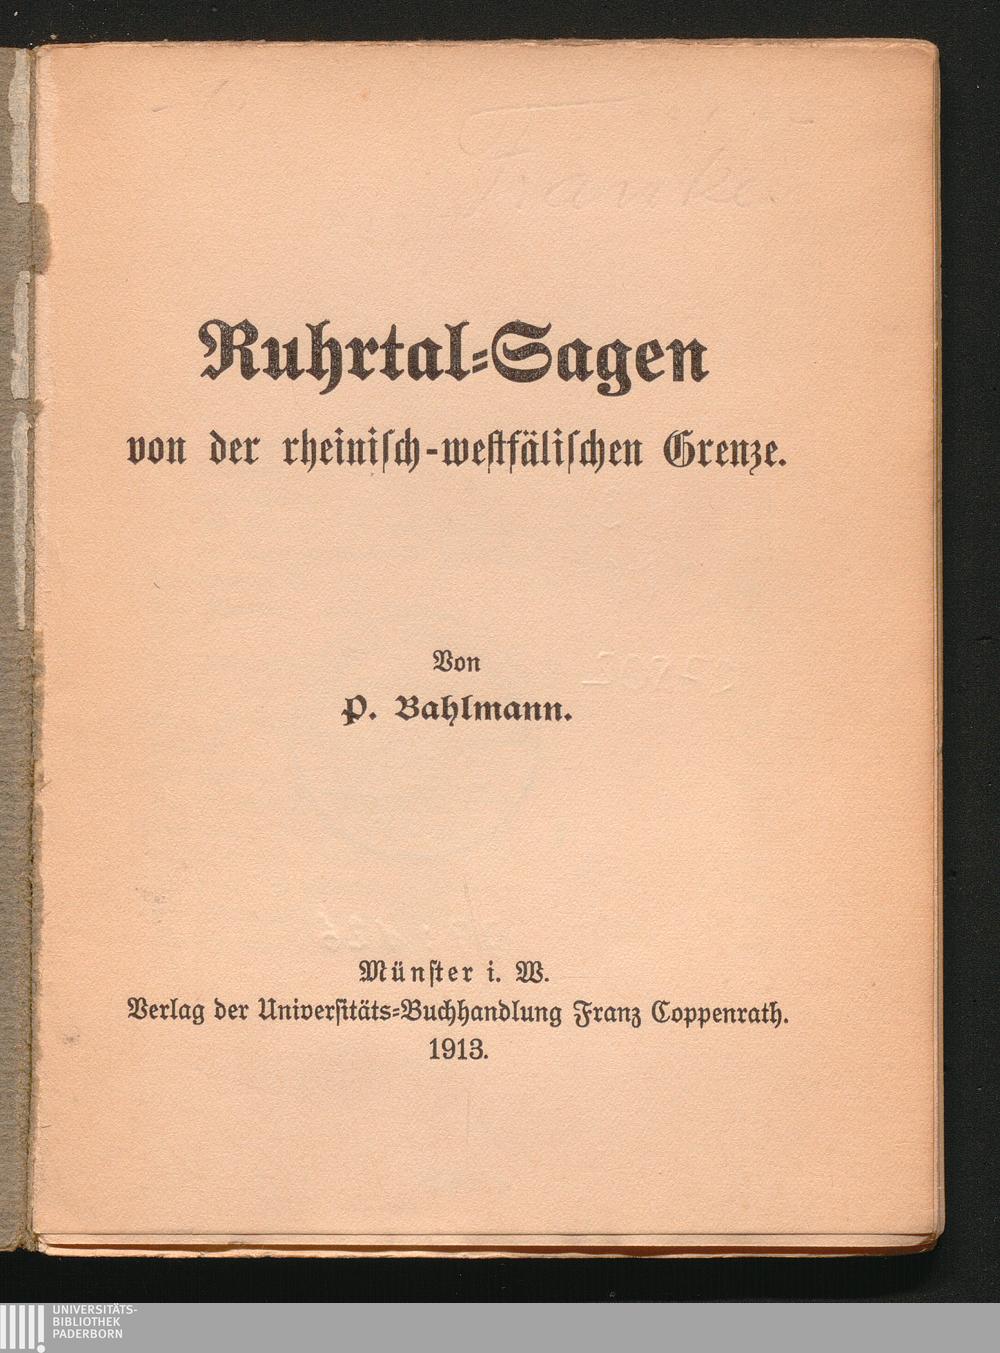 Franke.
Ruhrtal-Sagen
von der rheinisch-westfälischen Grenze.
Von
P. Bahlmann.
Münster i. W.
Verlag der Universitäts-Buchhandlung Franz Coppenrath.
1913.
UNIVERSITÄTS-
BIBLIOTHEK
PADERBORN